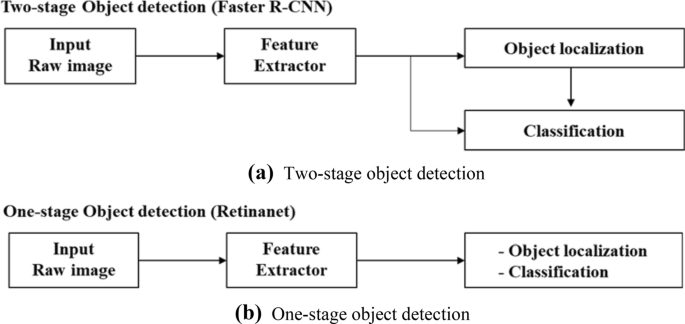 Two-stage Object detection (Faster R-CNN)
Input
Raw image
Feature
Extractor
Object localization
Classification
(a) Two-stage object detection
One-stage Object detection (Retinanet)
Input
Raw image
Feature
Extractor
- Object localization
- Classification
(b) One-stage object detection